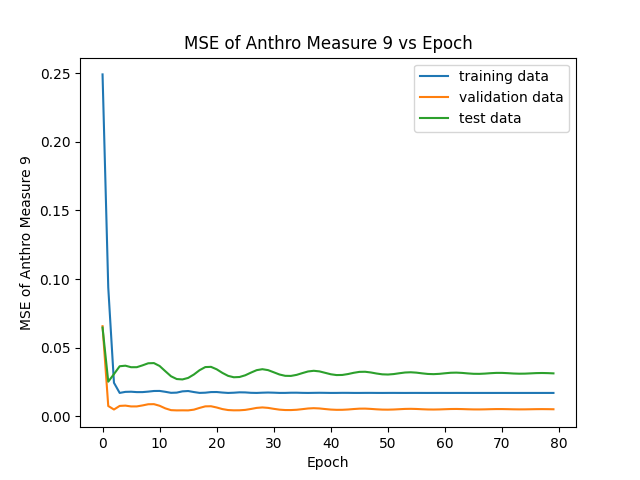 MSE of Anthro Measure 9 vs Epoch
training data
validation data
test data
MSE of Anthro Measure 9
0.25
0.20
0.15
0.10
0.05
0.00
0 10 20 30 40 50 60 70 80
Epoch